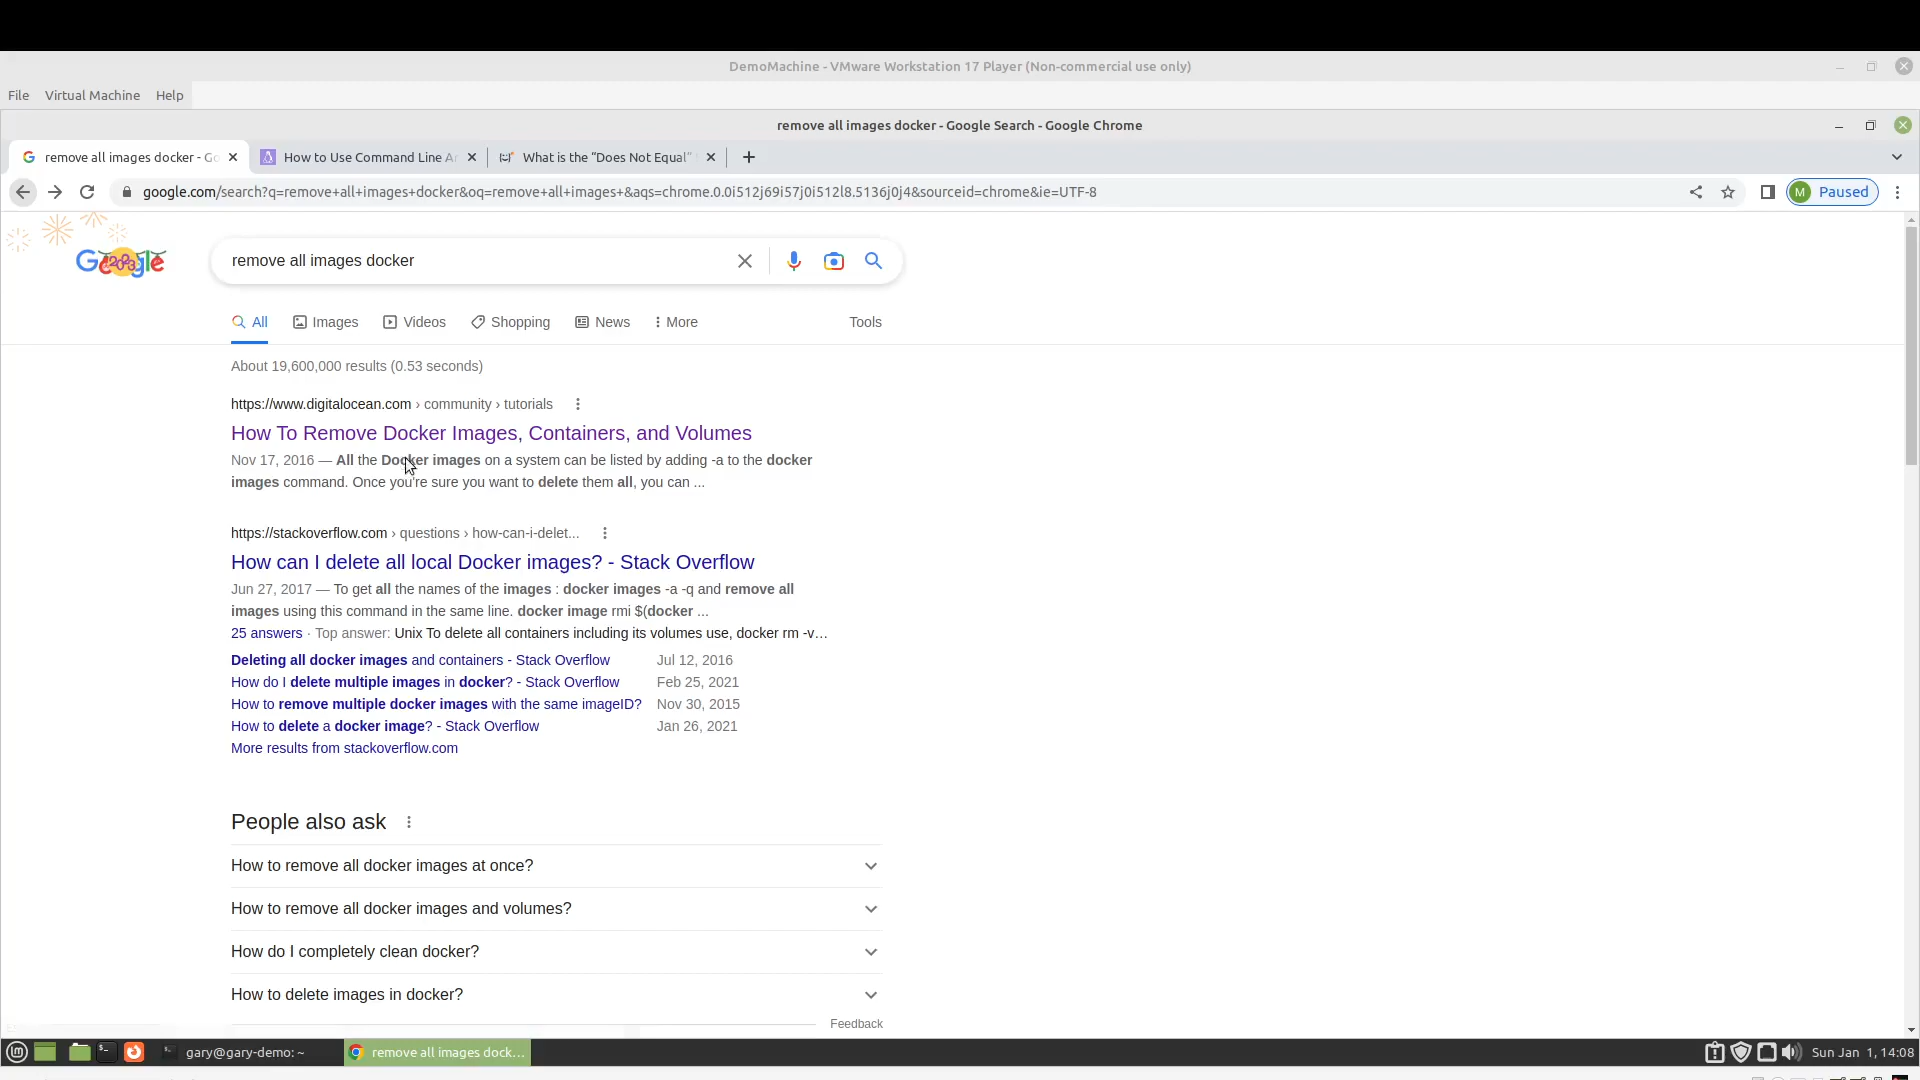 DemoMachine - VMware Workstation 17 Player (Non-commercial use only)
File Virtual Machine Help
remove all images docker - Google Search - Google Chrome
remove all images docker - Go
How to Use Command Line Ar
What is the “Does Not Equal”
google.com/search?q=remove+all+images+docker&oq=remove+all+images+&aqs=chrome.0.0i512j69i57j0i512l8.5136j0j4&sourceid=chrome&ie=UTF-8
M Paused
Google
2023
remove all images docker
All Images Videos Shopping News More Tools
About 19,600,000 results (0.53 seconds)
https://www.digitalocean.com › community › tutorials
How To Remove Docker Images, Containers, and Volumes
Nov 17, 2016 — All the Docker images on a system can be listed by adding -a to the docker
images command. Once you're sure you want to delete them all, you can ...
https://stackoverflow.com › questions › how-can-i-delet...
How can I delete all local Docker images? - Stack Overflow
Jun 27, 2017 — To get all the names of the images : docker images -a -q and remove all
images using this command in the same line. docker image rmi $(docker ...
25 answers · Top answer: Unix To delete all containers including its volumes use, docker rm -v…
Deleting all docker images and containers - Stack Overflow Jul 12, 2016
How do I delete multiple images in docker? - Stack Overflow Feb 25, 2021
How to remove multiple docker images with the same imageID? Nov 30, 2015
How to delete a docker image? - Stack Overflow Jan 26, 2021
More results from stackoverflow.com
People also ask
How to remove all docker images at once?
How to remove all docker images and volumes?
How do I completely clean docker?
How to delete images in docker?
Feedback
gary@gary-demo: ~
remove all images dock...
Sun Jan 1, 14:08